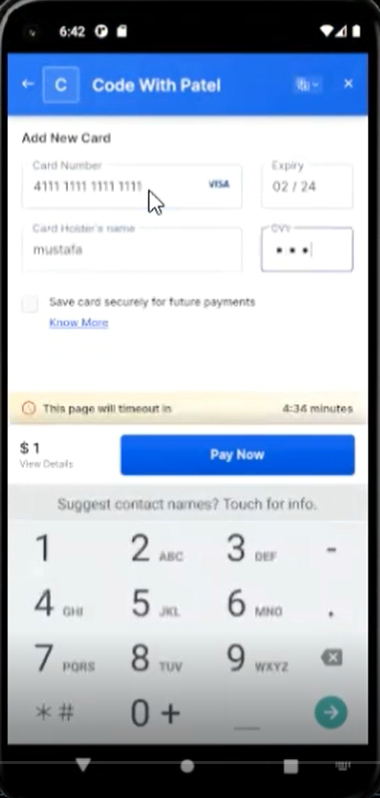 6:42
C Code With Patel
Add New Card
Card Number
4111 1111 1111 1111 VISA
Expiry
02 / 24
Card Holder's name
mustafa
CVV
Save card securely for future payments
Know More
This page will timeout in 4:34 minutes
$ 1
View Details
Pay Now
Suggest contact names? Touch for info.
1 2 ABC 3 DEF -
4 GHI 5 JKL 6 MNO .
7 PQRS 8 TUV 9 WXYZ
* # 0 + _